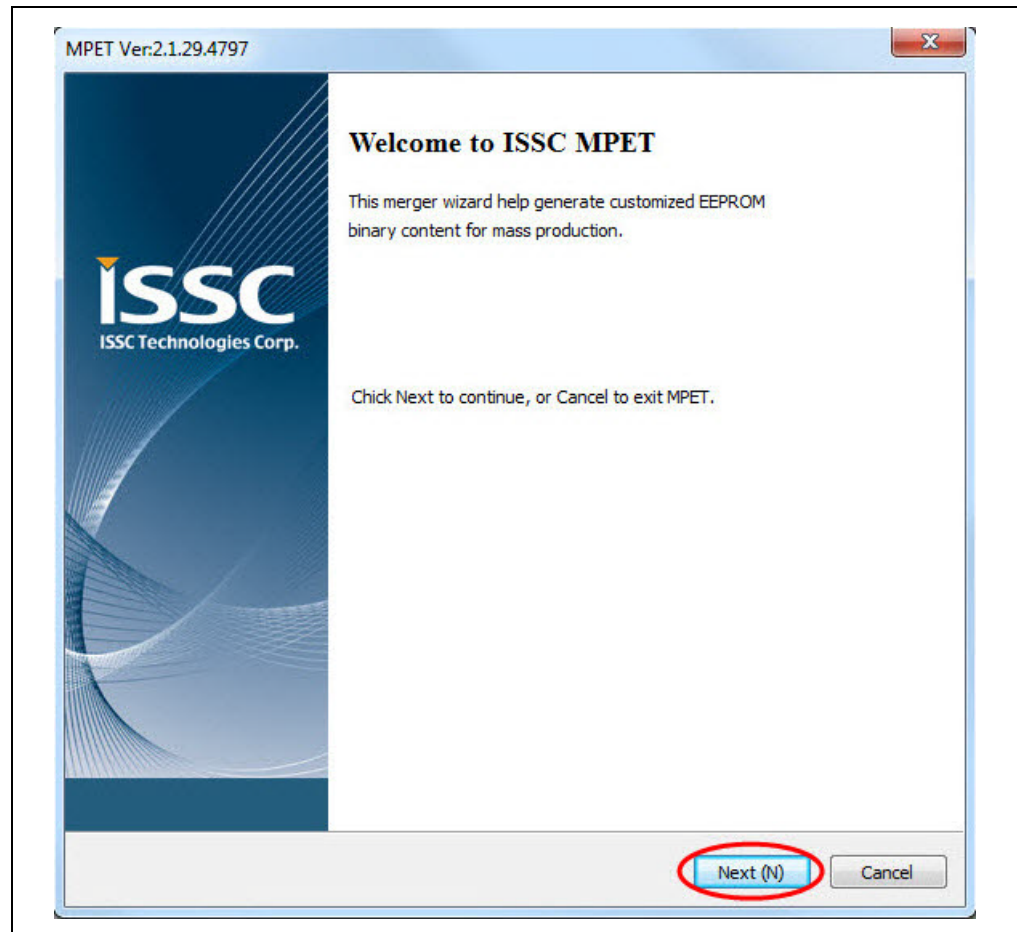 MPET Ver:2.1.29.4797
Welcome to ISSC MPET
This merger wizard help generate customized EEPROM
binary content for mass production.
ISSC
ISSC Technologies Corp.
Chick Next to continue, or Cancel to exit MPET.
Next (N)
Cancel